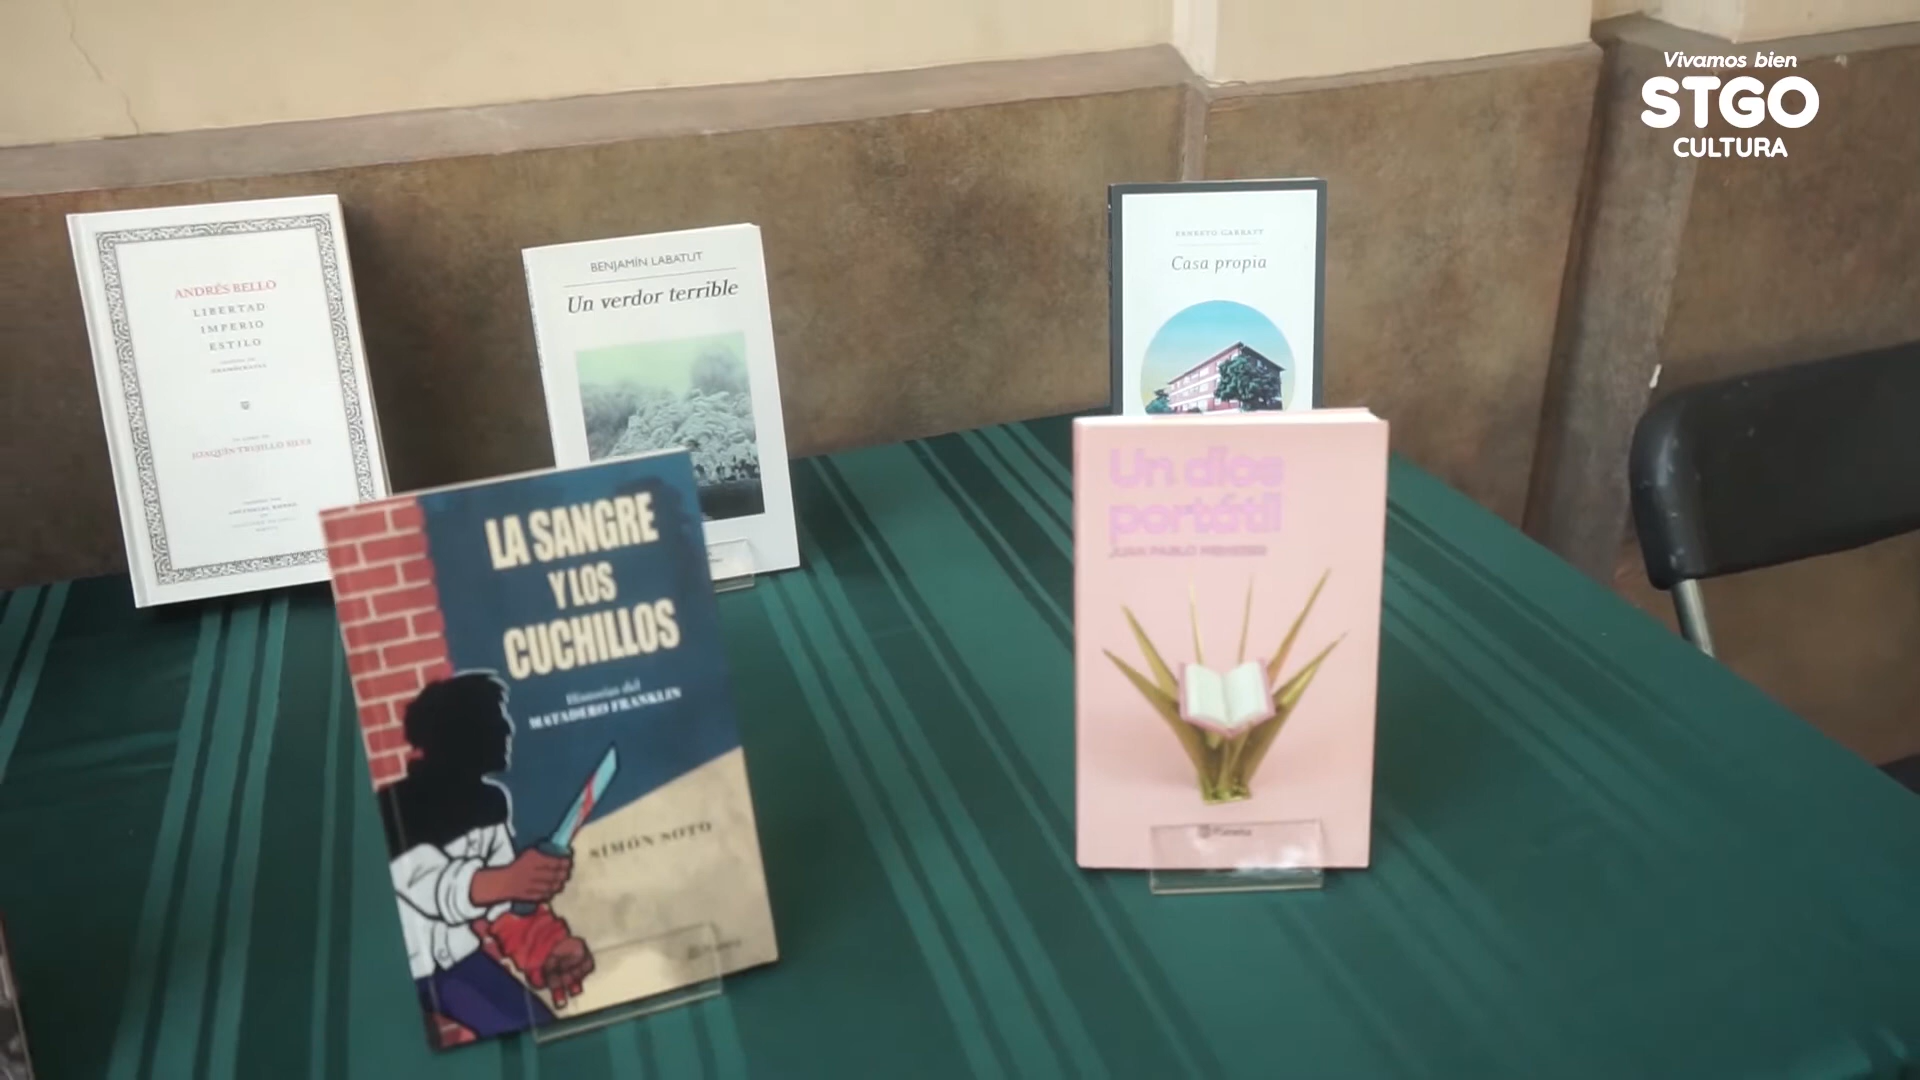 Vivamos bien
STGO
CULTURA
ANDRÉS BELLO
LIBERTAD
IMPERIO
ESTILO
JOAQUÍN TRUJILLO SILVA
BENJAMÍN LABATUT
Un verdor terrible
ERNESTO GARRATT
Casa propia
LA SANGRE
Y LOS
CUCHILLOS
Historias del
MATADERO FRANKLIN
SIMÓN SOTO
Planeta
Un dios
portátil
JUAN PABLO MENESES
Planeta